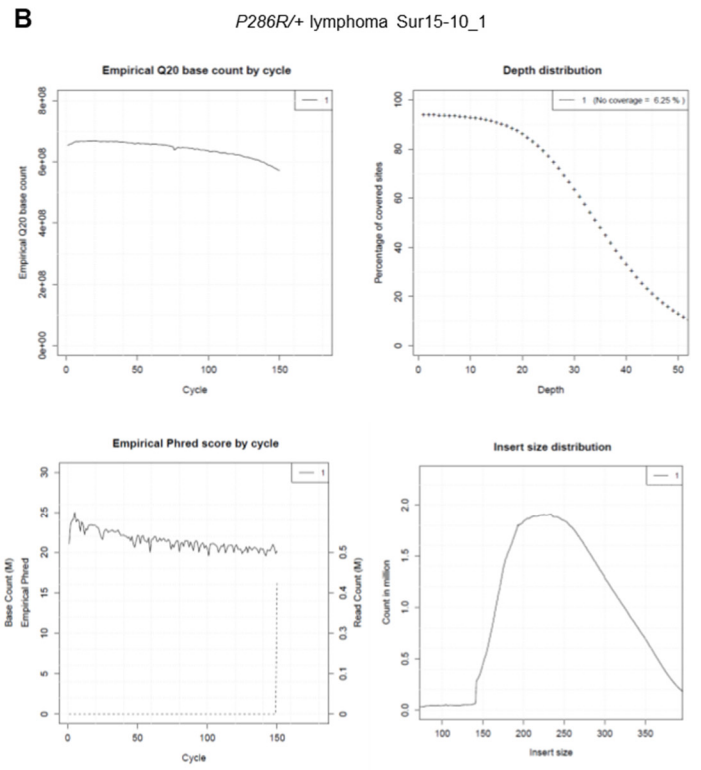 B
P286R/+ lymphoma Sur15-10_1
Empirical Q20 base count by cycle
1
Empirical Q20 base count
8e+08
6e+08
4e+08
2e+08
0e+00
0 50 100 150
Cycle
Depth distribution
1 (No coverage = 6.25 % )
Percentage of covered sites
100
80
60
40
20
0
0 10 20 30 40 50
Depth
Empirical Phred score by cycle
1
Base Count (M)
Empirical Phred
30
25
20
15
10
5
0
Read Count (M)
0.5
0.4
0.3
0.1
0
0 50 100 150
Cycle
Insert size distribution
1
Count in million
2.0
1.5
1.0
0.5
0.0
100 150 200 250 300 350
Insert size